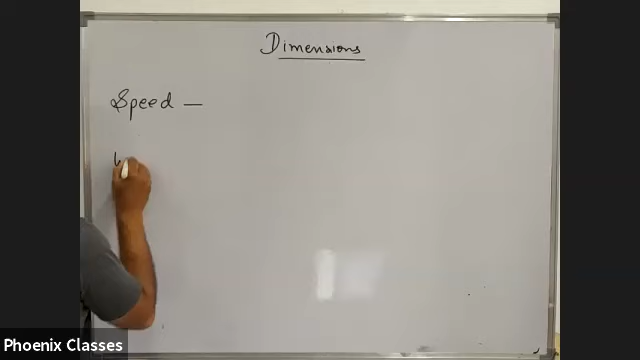 Dimensions
Speed —
Phoenix Classes